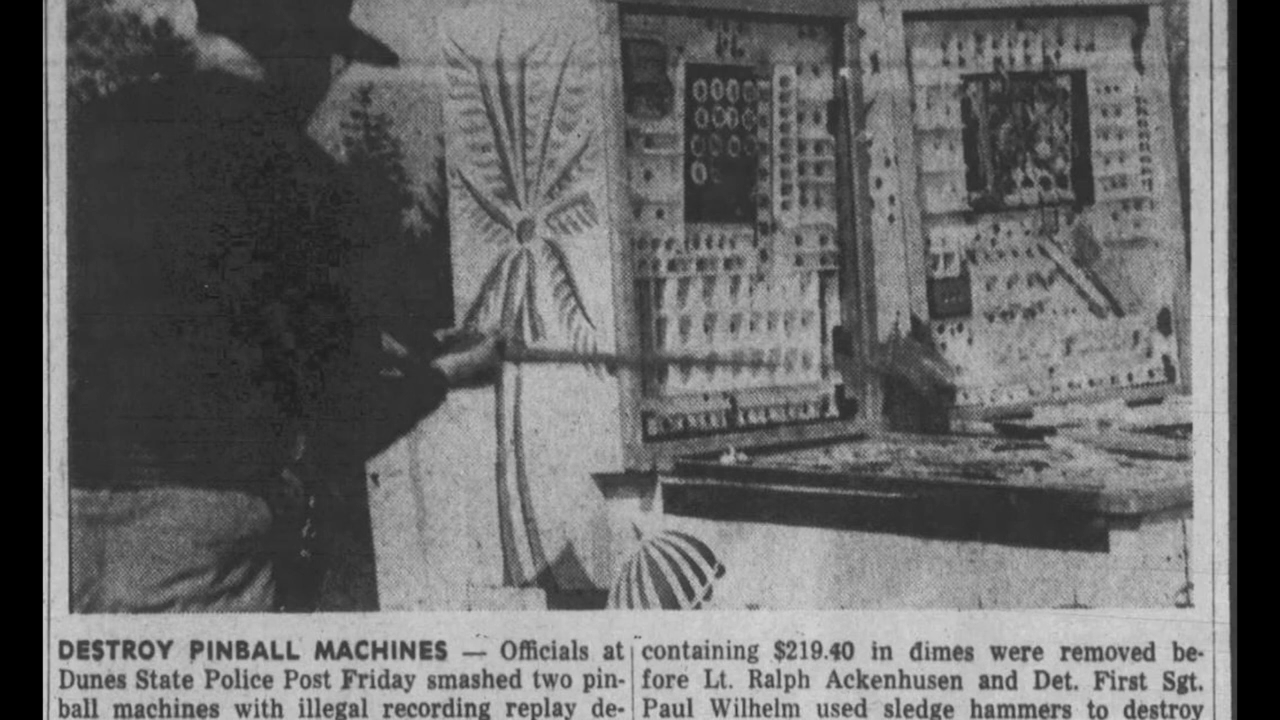 DESTROY PINBALL MACHINES — Officials at
Dunes State Police Post Friday smashed two pin-
ball machines with illegal recording replay de-
containing $219.40 in dimes were removed be-
fore Lt. Ralph Ackenhusen and Det. First Sgt.
Paul Wilhelm used sledge hammers to destroy